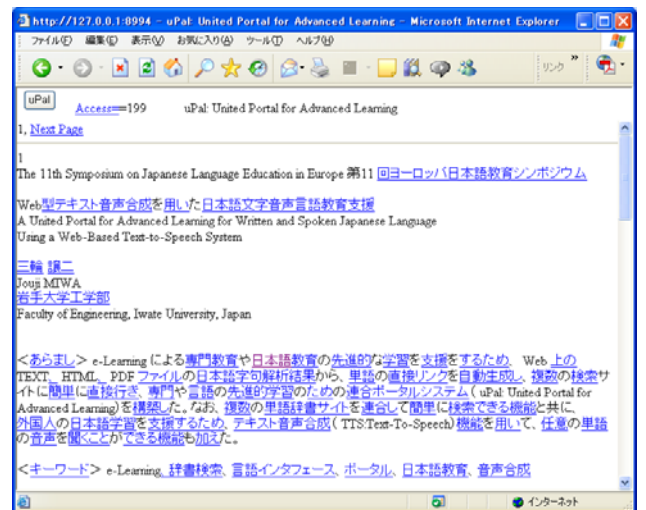 http://127.0.0.1:8994 - uPal: United Portal for Advanced Learning - Microsoft Internet Explorer
ファイル(F) 編集(E) 表示(V) お気に入り(A) ツール(T) ヘルプ(H)
リンク »
uPal Access==199 uPal: United Portal for Advanced Learning
1, Next Page
1
The 11th Symposium on Japanese Language Education in Europe 第11 回ヨーロッパ日本語教育シンポジウム
Web型テキスト音声合成を用いた日本語文字音声言語教育支援
A United Portal for Advanced Learning for Written and Spoken Japanese Language
Using a Web-Based Text-to-Speech System
三輪 譲二
Jouji MIWA
岩手大学工学部
Faculty of Engineering, Iwate University, Japan
<あらまし> e-Learning による専門教育や日本語教育の先進的な学習を支援をするため、 Web 上の
TEXT、HTML、PDF ファイルの日本語字句解析結果から、単語の直接リンクを自動生成し、複数の検索サ
イトに簡単に直接行き、専門や言語の先進的学習のための連合ポータルシステム ( uPal: United Portal for
Advanced Learning) を構築した。なお、複数の単語辞書サイトを連合して簡単に検索できる機能と共に、
外国人の日本語学習を支援するため、テキスト音声合成( TTS:Text-To-Speech) 機能を用いて、任意の単語
の音声を聞くことができる機能も加えた。
<キーワード> e-Learning, 辞書検索、言語インタフェース、ポータル、日本語教育、音声合成
インターネット